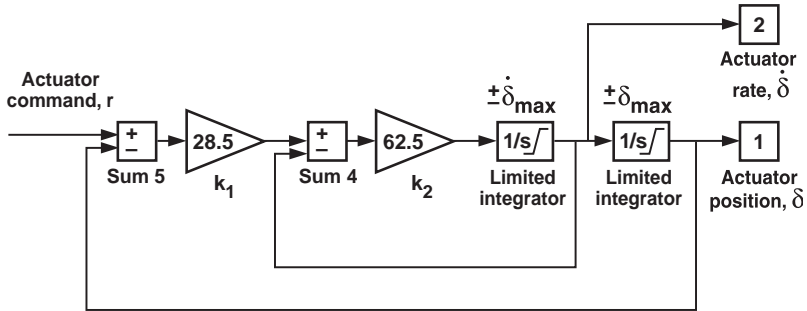 2
Actuator
rate, δ̇
Actuator
command, r
± δ̇max
± δmax
+
−
28.5
+
−
62.5
1/s
1/s
1
Sum 5
k1
Sum 4
k2
Limited
integrator
Limited
integrator
Actuator
position, δ